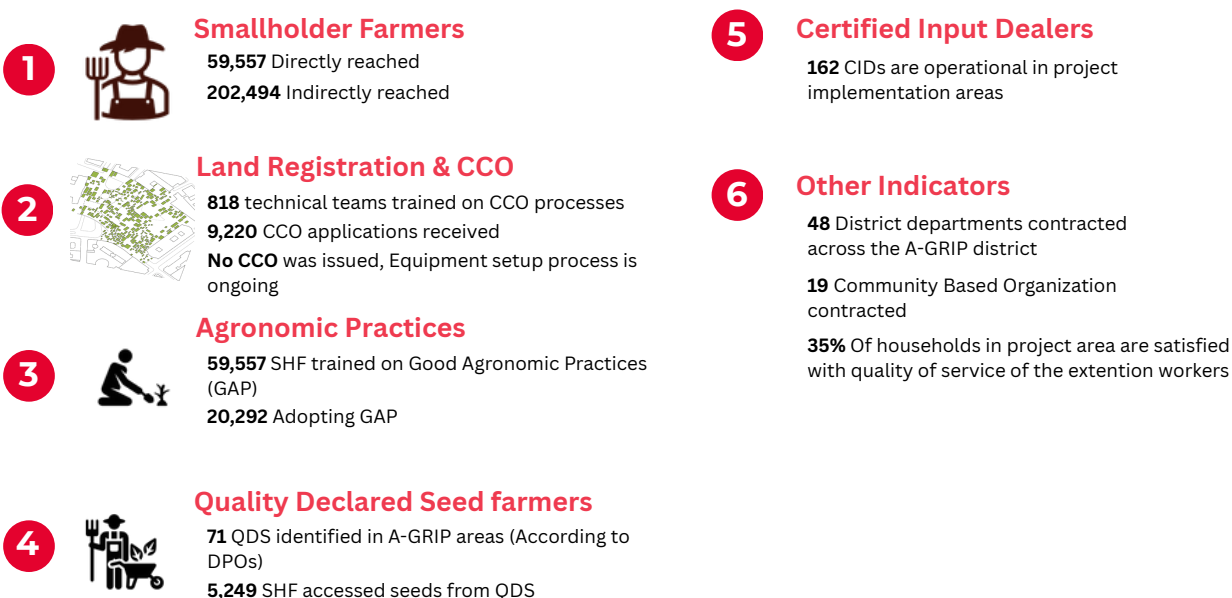 1
Smallholder Farmers
59,557 Directly reached
202,494 Indirectly reached
2
Land Registration & CCO
818 technical teams trained on CCO processes
9,220 CCO applications received
No CCO was issued, Equipment setup process is
ongoing
3
Agronomic Practices
59,557 SHF trained on Good Agronomic Practices
(GAP)
20,292 Adopting GAP
4
Quality Declared Seed farmers
71 QDS identified in A-GRIP areas (According to
DPOs)
5,249 SHF accessed seeds from QDS
5
Certified Input Dealers
162 CIDs are operational in project
implementation areas
6
Other Indicators
48 District departments contracted
across the A-GRIP district
19 Community Based Organization
contracted
35% Of households in project area are satisfied
with quality of service of the extention workers